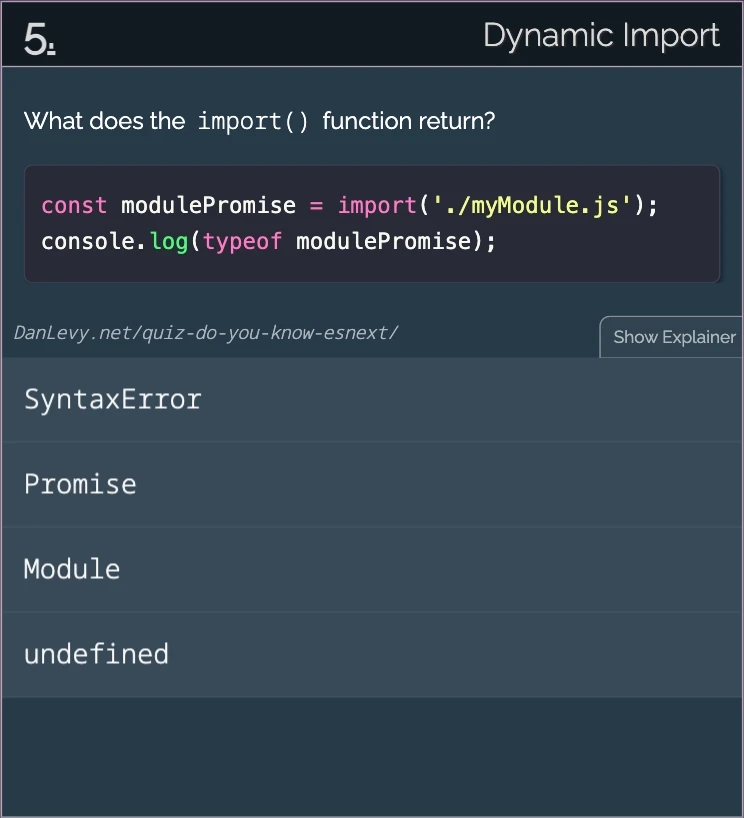 5.
Dynamic Import
What does the import() function return?
const modulePromise = import('./myModule.js');
console.log(typeof modulePromise);
DanLevy.net/quiz-do-you-know-esnext/
Show Explainer
SyntaxError
Promise
Module
undefined